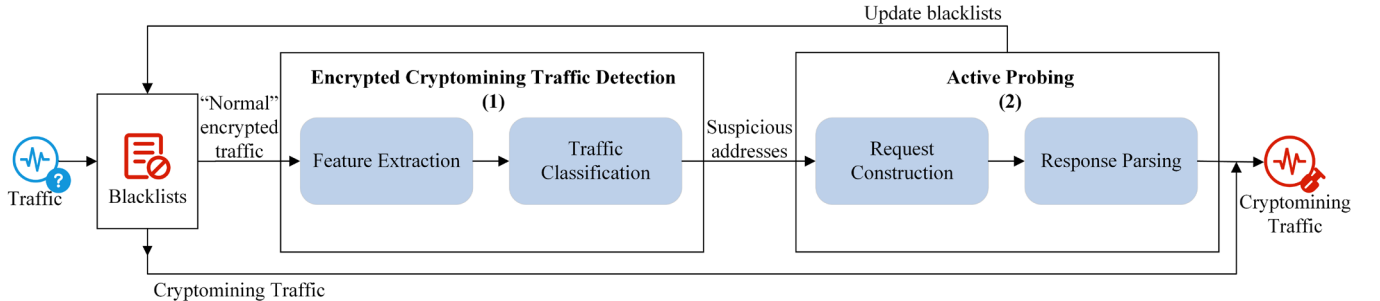 Update blacklists
Encrypted Cryptomining Traffic Detection
(1)
Active Probing
(2)
“Normal”
encrypted
traffic
Suspicious
addresses
Feature Extraction
Traffic
Classification
Request
Construction
Response Parsing
?
Traffic
Blacklists
Cryptomining
Traffic
Cryptomining Traffic